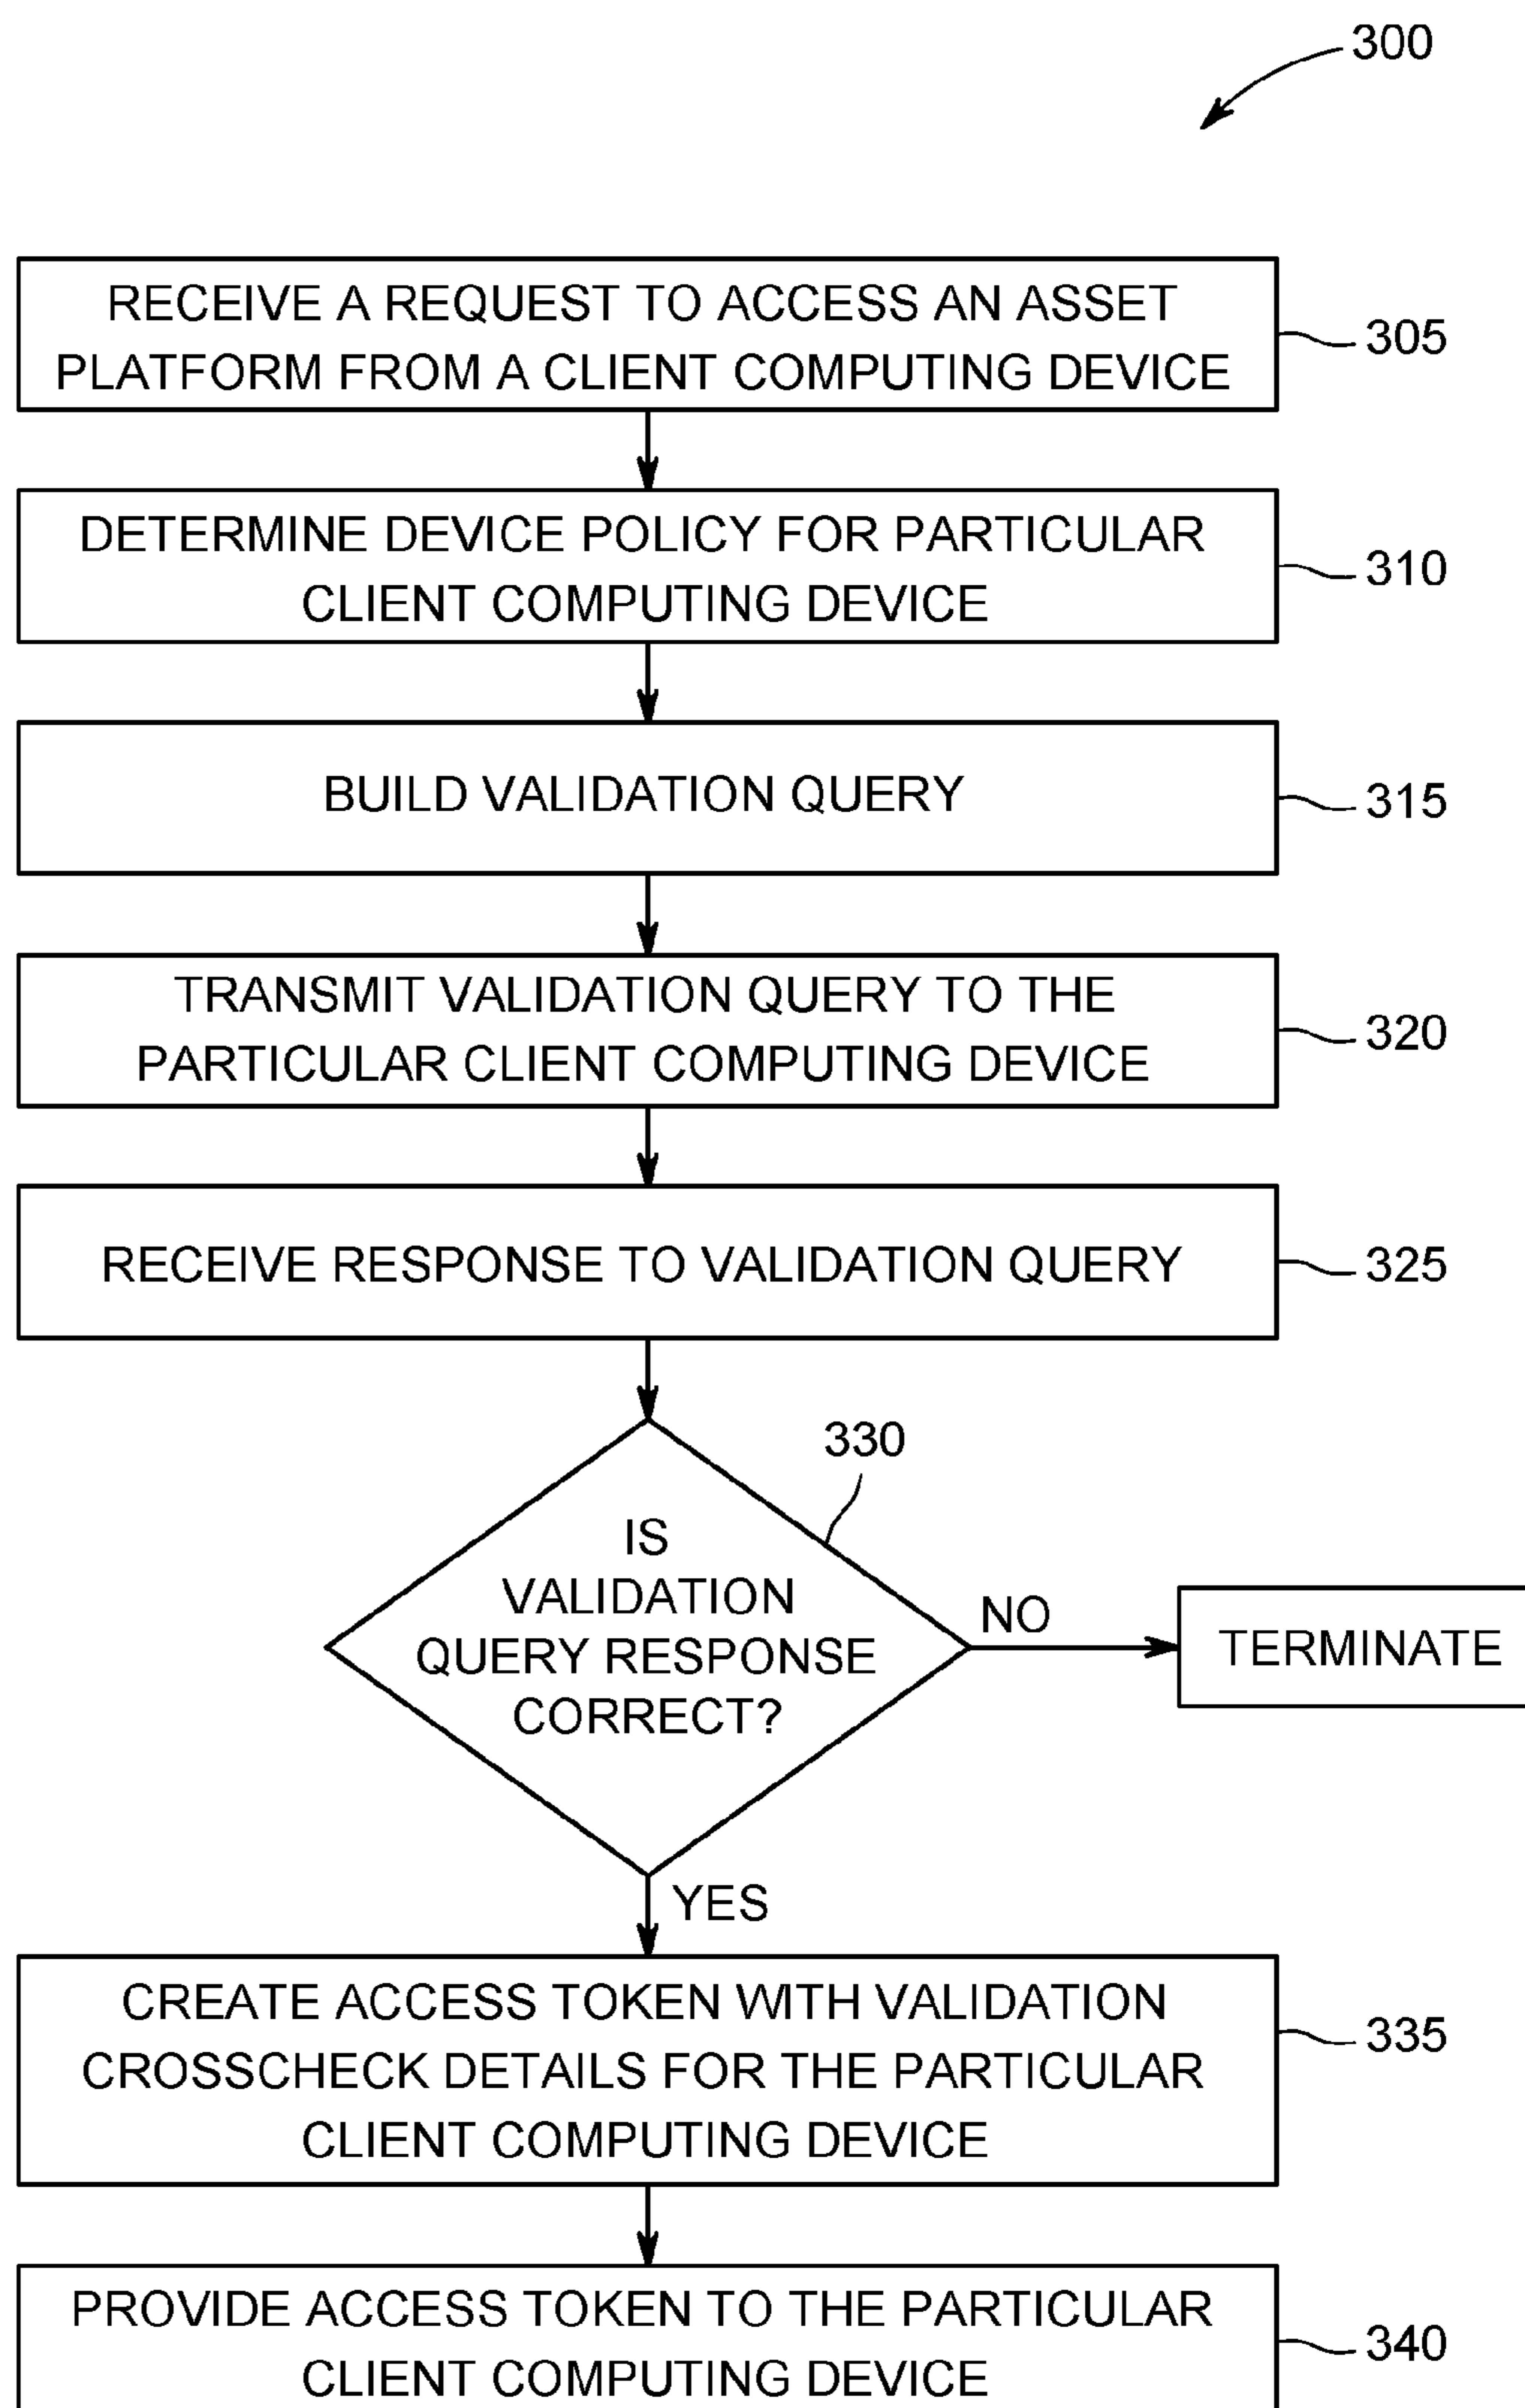 300
RECEIVE A REQUEST TO ACCESS AN ASSET
PLATFORM FROM A CLIENT COMPUTING DEVICE
305
DETERMINE DEVICE POLICY FOR PARTICULAR
CLIENT COMPUTING DEVICE
310
BUILD VALIDATION QUERY
315
TRANSMIT VALIDATION QUERY TO THE
PARTICULAR CLIENT COMPUTING DEVICE
320
RECEIVE RESPONSE TO VALIDATION QUERY
325
330
IS
VALIDATION
QUERY RESPONSE
CORRECT?
NO
TERMINATE
YES
CREATE ACCESS TOKEN WITH VALIDATION
CROSSCHECK DETAILS FOR THE PARTICULAR
CLIENT COMPUTING DEVICE
335
PROVIDE ACCESS TOKEN TO THE PARTICULAR
CLIENT COMPUTING DEVICE
340